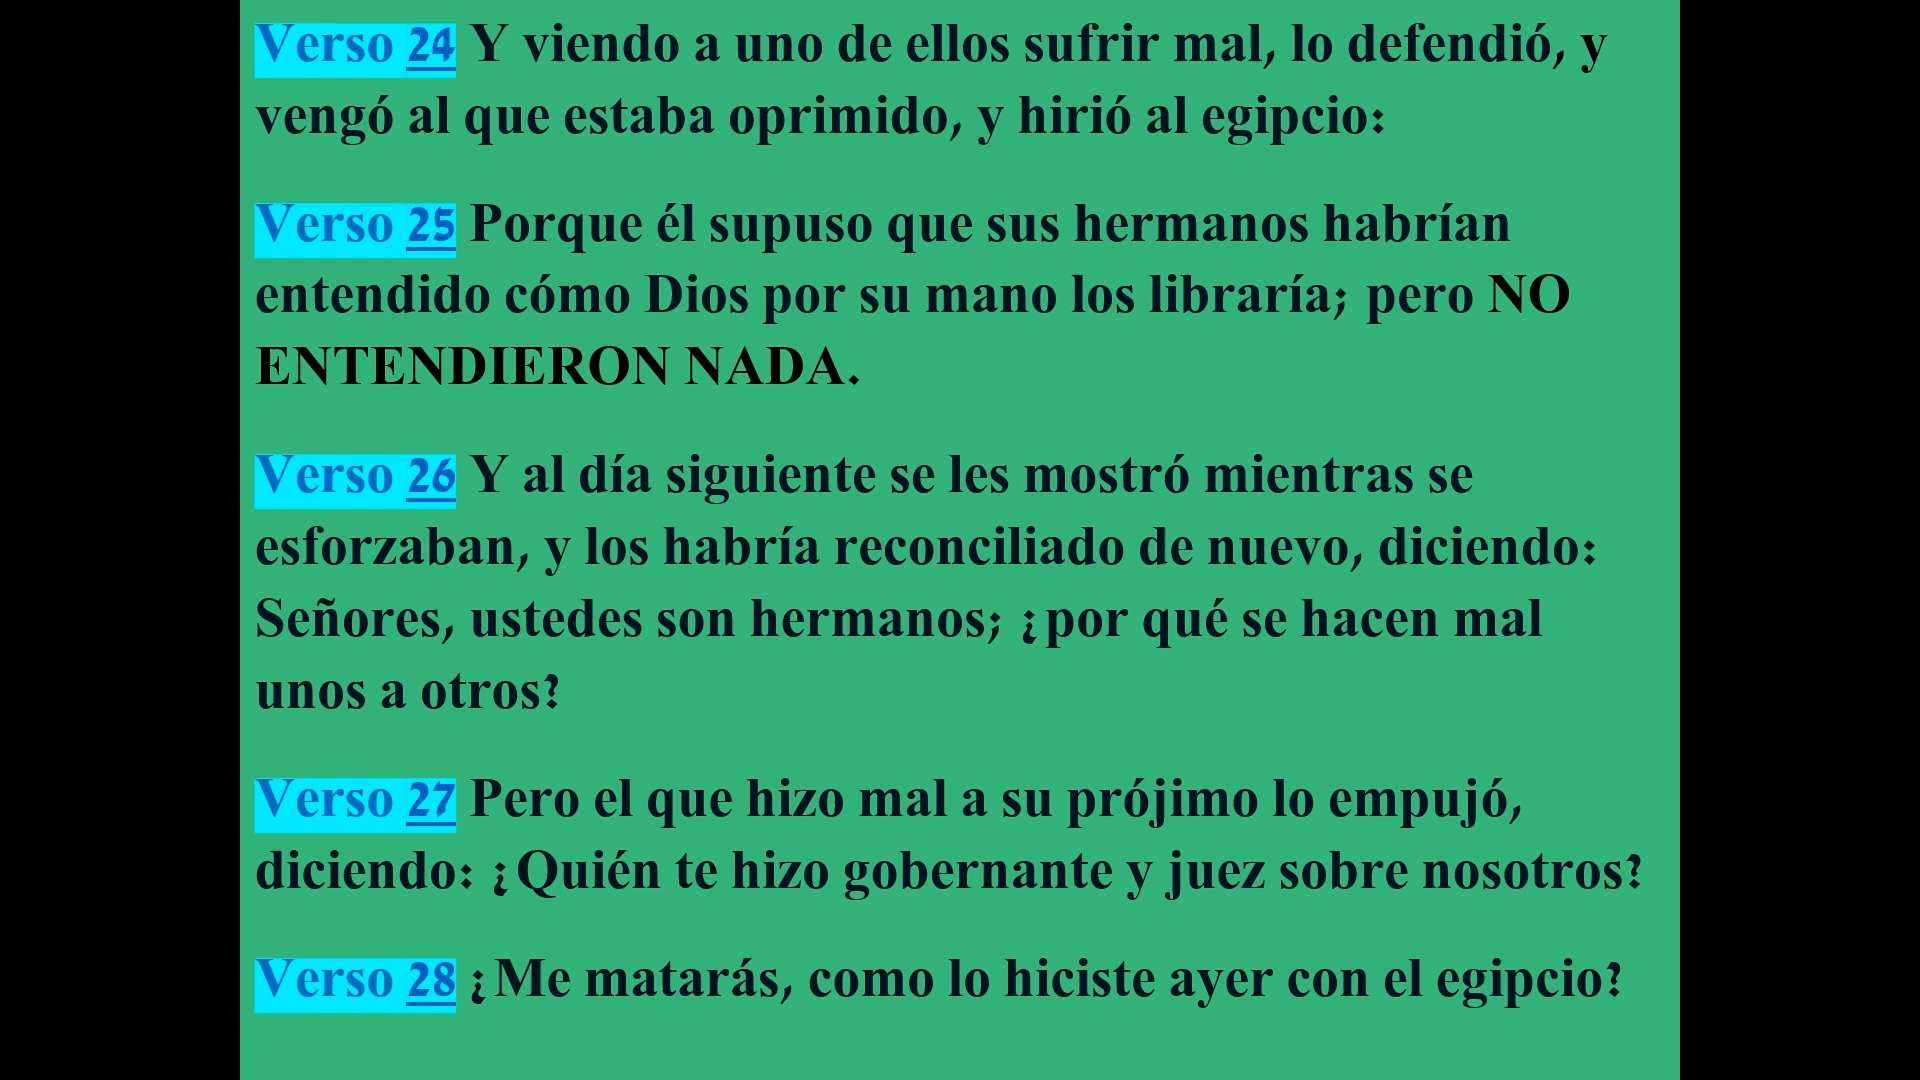 Verso 24 Y viendo a uno de ellos sufrir mal, lo defendió, y
vengó al que estaba oprimido, y hirió al egipcio:
Verso 25 Porque él supuso que sus hermanos habrían
entendido cómo Dios por su mano los libraría; pero NO
ENTENDIERON NADA.
Verso 26 Y al día siguiente se les mostró mientras se
esforzaban, y los habría reconciliado de nuevo, diciendo:
Señores, ustedes son hermanos; ¿por qué se hacen mal
unos a otros?
Verso 27 Pero el que hizo mal a su prójimo lo empujó,
diciendo: ¿Quién te hizo gobernante y juez sobre nosotros?
Verso 28 ¿Me matarás, como lo hiciste ayer con el egipcio?